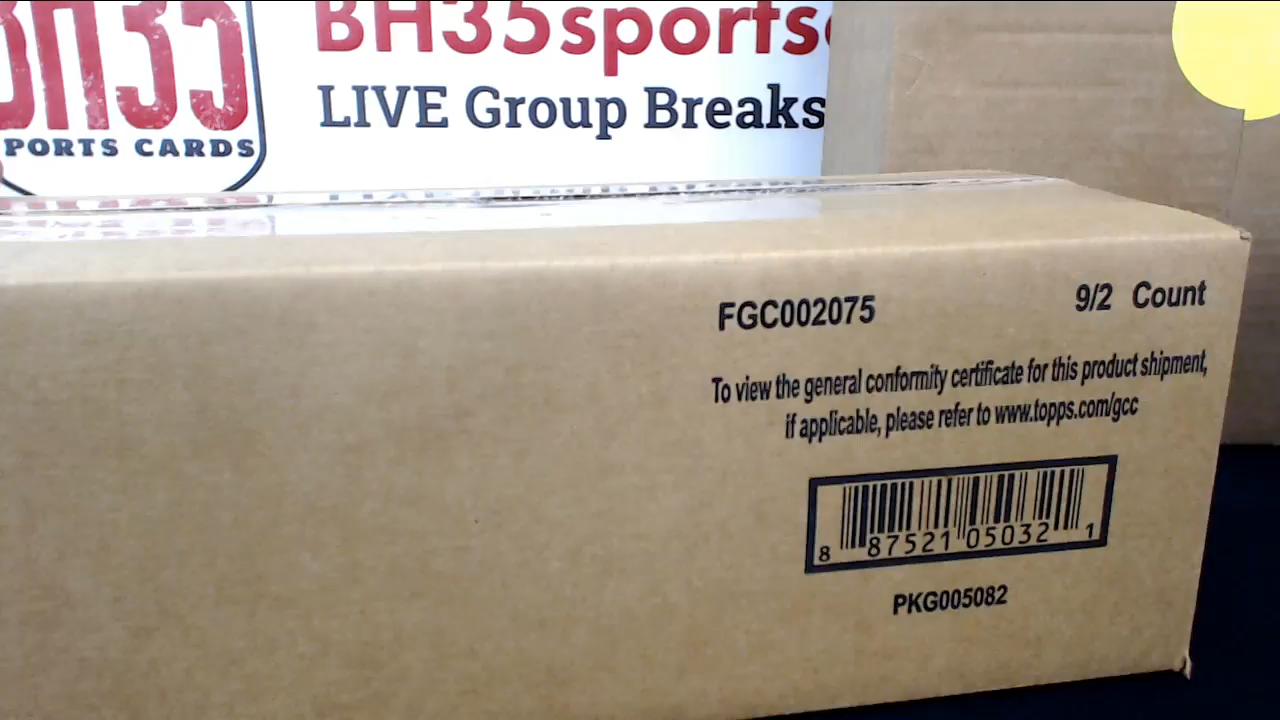 BH35
BH35sports
LIVE Group Breaks
PORTS CARDS
FGC002075
9/2 Count
To view the general conformity certificate for this product shipment,
if applicable, please refer to www.topps.com/gcc
8 87521 05032 1
PKG005082